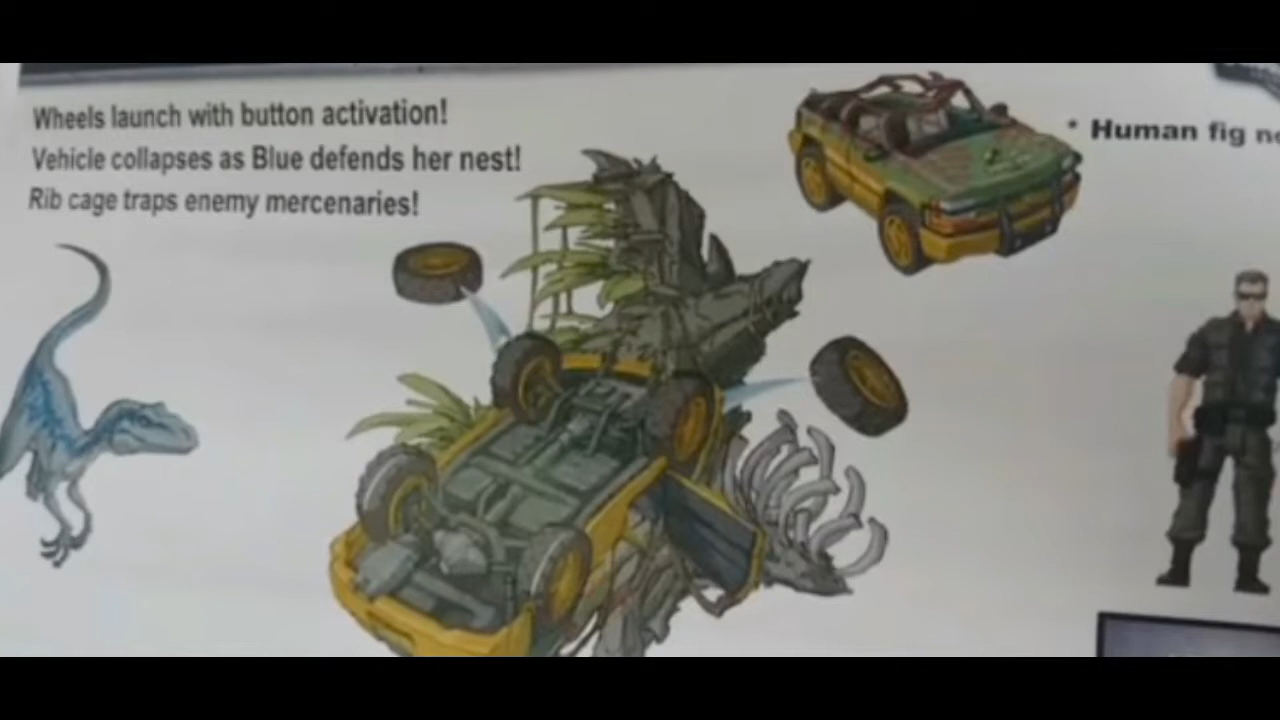 Wheels launch with button activation!
Vehicle collapses as Blue defends her nest!
Rib cage traps enemy mercenaries!
* Human fig